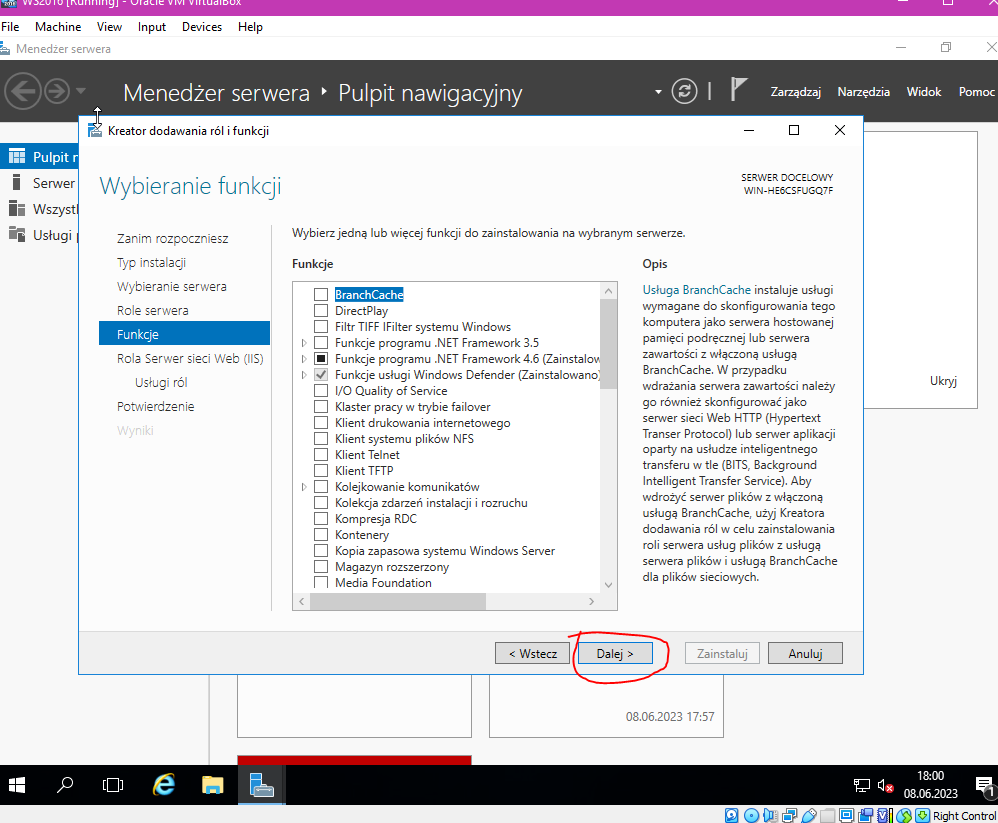 W32016 [Running] - Oracle VM VirtualBox
File Machine View Input Devices Help
Menedżer serwera
Menedżer serwera Pulpit nawigacyjny
Zarządzaj Narzędzia Widok Pomoc
Kreator dodawania ról i funkcji
Pulpit r
Serwer
Wszystk
Usługi p
Wybieranie funkcji
SERWER DOCELOWY
WIN-HE6CSFUGQ7F
Zanim rozpoczniesz
Typ instalacji
Wybieranie serwera
Role serwera
Funkcje
Rola Serwer sieci Web (IIS)
Usługi ról
Potwierdzenie
Wyniki
Wybierz jedną lub więcej funkcji do zainstalowania na wybranym serwerze.
Funkcje
BranchCache
DirectPlay
Filtr TIFF IFilter systemu Windows
Funkcje programu .NET Framework 3.5
Funkcje programu .NET Framework 4.6 (Zainstalow
Funkcje usługi Windows Defender (Zainstalowano)
I/O Quality of Service
Klaster pracy w trybie failover
Klient drukowania internetowego
Klient systemu plików NFS
Klient Telnet
Klient TFTP
Kolejkowanie komunikatów
Kolekcja zdarzeń instalacji i rozruchu
Kompresja RDC
Kontenery
Kopia zapasowa systemu Windows Server
Magazyn rozszerzony
Media Foundation
Opis
Usługa BranchCache instaluje usługi
wymagane do skonfigurowania tego
komputera jako serwera hostowanej
pamięci podręcznej lub serwera
zawartości z włączoną usługą
BranchCache. W przypadku
wdrażania serwera zawartości należy
go również skonfigurować jako
serwer sieci Web HTTP (Hypertext
Transer Protocol) lub serwer aplikacji
oparty na usłudze inteligentnego
transferu w tle (BITS, Background
Intelligent Transfer Service). Aby
wdrożyć serwer plików z włączoną
usługą BranchCache, użyj Kreatora
dodawania ról w celu zainstalowania
roli serwera usług plików z usługą
serwera plików i usługą BranchCache
dla plików sieciowych.
Ukryj
< Wstecz Dalej > Zainstaluj Anuluj
08.06.2023 17:57
18:00
08.06.2023
1
Right Control